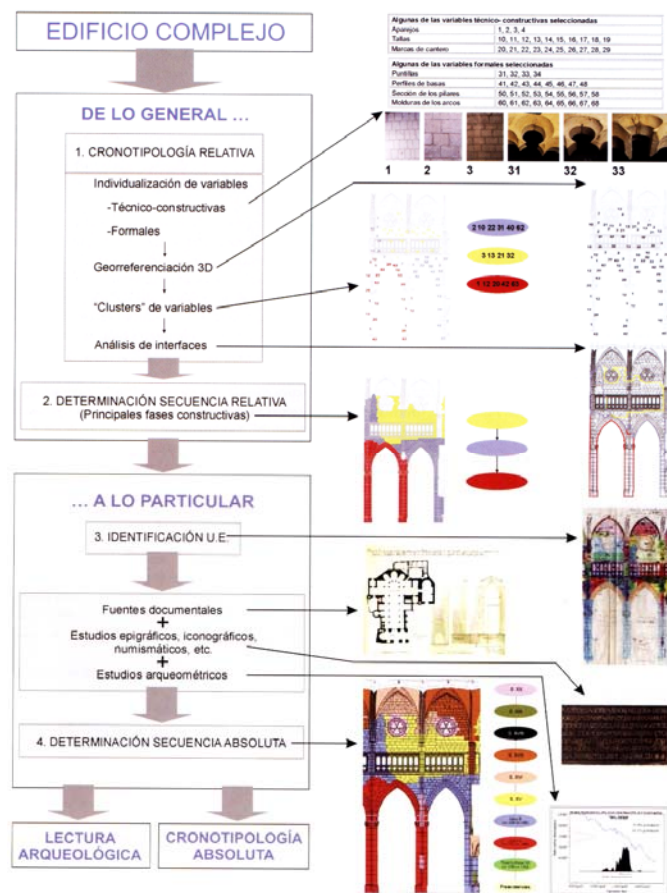 EDIFICIO COMPLEJO
DE LO GENERAL ...
1. CRONOTIPOLOGÍA RELATIVA
Individualización de variables
-Técnico-constructivas
-Formales
Georreferenciación 3D
"Clusters" de variables
Análisis de interfaces
2. DETERMINACIÓN SECUENCIA RELATIVA
(Principales fases constructivas)
... A LO PARTICULAR
3. IDENTIFICACIÓN U.E.
Fuentes documentales
+
Estudios epigráficos, iconográficos,
numismáticos, etc.
+
Estudios arqueométricos
4. DETERMINACIÓN SECUENCIA ABSOLUTA
LECTURA
ARQUEOLÓGICA
CRONOTIPOLOGÍA
ABSOLUTA
Algunas de las variables técnico- constructivas seleccionadas
Aparejos 1, 2, 3, 4
Tallas 10, 11, 12, 13, 14, 15, 16, 17, 18, 19
Marcas de cantero 20, 21, 22, 23, 24, 25, 26, 27, 28, 29
Algunas de las variables formales seleccionadas
Puntillas 31, 32, 33, 34
Perfiles de basas 41, 42, 43, 44, 45, 46, 47, 48
Sección de los pilares 50, 51, 52, 53, 54, 55, 56, 57, 58
Molduras de los arcos 60, 61, 62, 63, 64, 65, 66, 67, 68
1 2 3 31 32 33
2 10 22 31 40 62
3 13 21 32
1 12 20 42 63